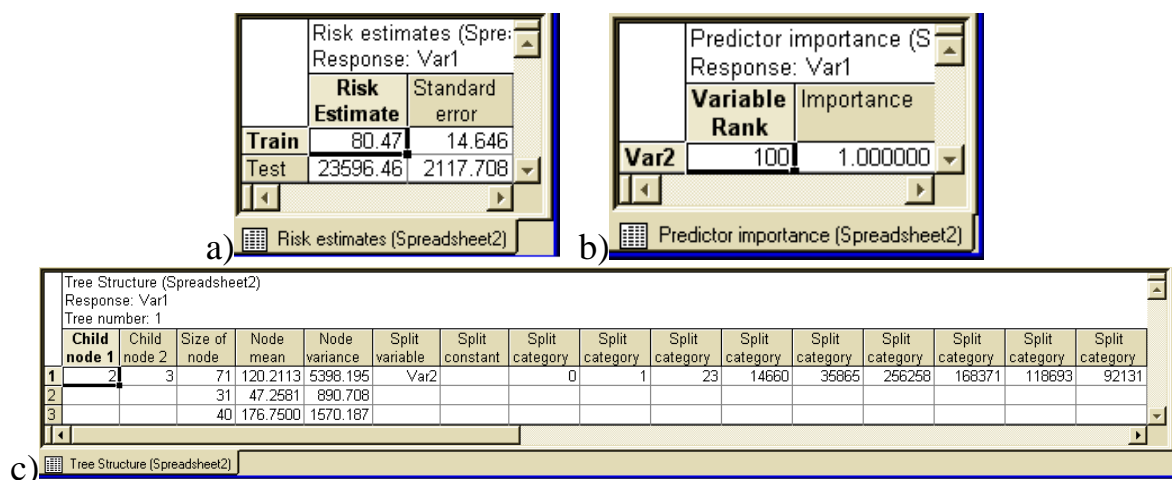 Risk estimates (Spre
Response: Var1
Risk Estimate Standard error
Train 80.47 14.646
Test 23596.46 2117.708
a) Risk estimates (Spreadsheet2)
Predictor importance (S
Response: Var1
Variable Rank Importance
Var2 100 1.000000
b) Predictor importance (Spreadsheet2)
Tree Structure (Spreadsheet2)
Response: Var1
Tree number: 1
Child node 1 Child node 2 Size of node Node mean Node variance Split variable Split constant Split category Split category Split category Split category Split category Split category Split category Split category Split category
1 2 3 71 120.2113 5398.195 Var2 0 1 23 14660 35865 256258 168371 118693 92131
2 31 47.2581 890.708
3 40 176.7500 1570.187
c) Tree Structure (Spreadsheet2)